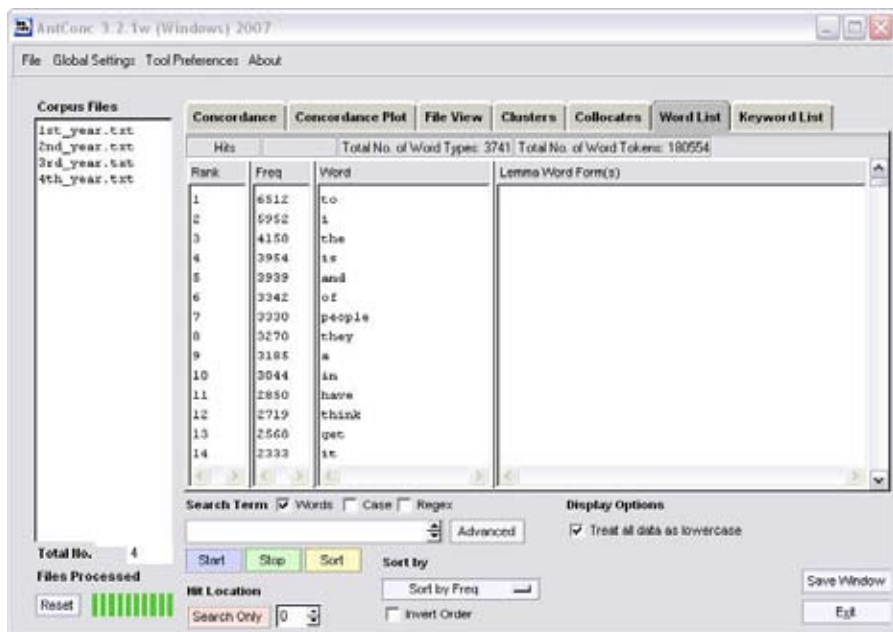 AntConc 3.2.1w (Windows) 2007
File Global Settings Tool Preferences About
Corpus Files
1st_year.txt
2nd_year.txt
3rd_year.txt
4th_year.txt
Concordance Concordance Plot File View Clusters Collocates Word List Keyword List
Hits Total No. of Word Types: 3741 Total No. of Word Tokens: 180554
Rank Freq Word Lemma Word Form(s)
1 6512 to
2 5952 i
3 4158 the
4 3954 is
5 3939 and
6 3342 of
7 3330 people
8 3270 they
9 3185 a
10 3044 in
11 2850 have
12 2719 think
13 2568 get
14 2333 it
Search Term Words Case Regex
Advanced
Display Options
Treat all data as lowercase
Total No. 4
Files Processed
Reset
Start Stop Sort
Hit Location
Search Only 0
Sort by
Sort by Freq
Invert Order
Save Window
Exit